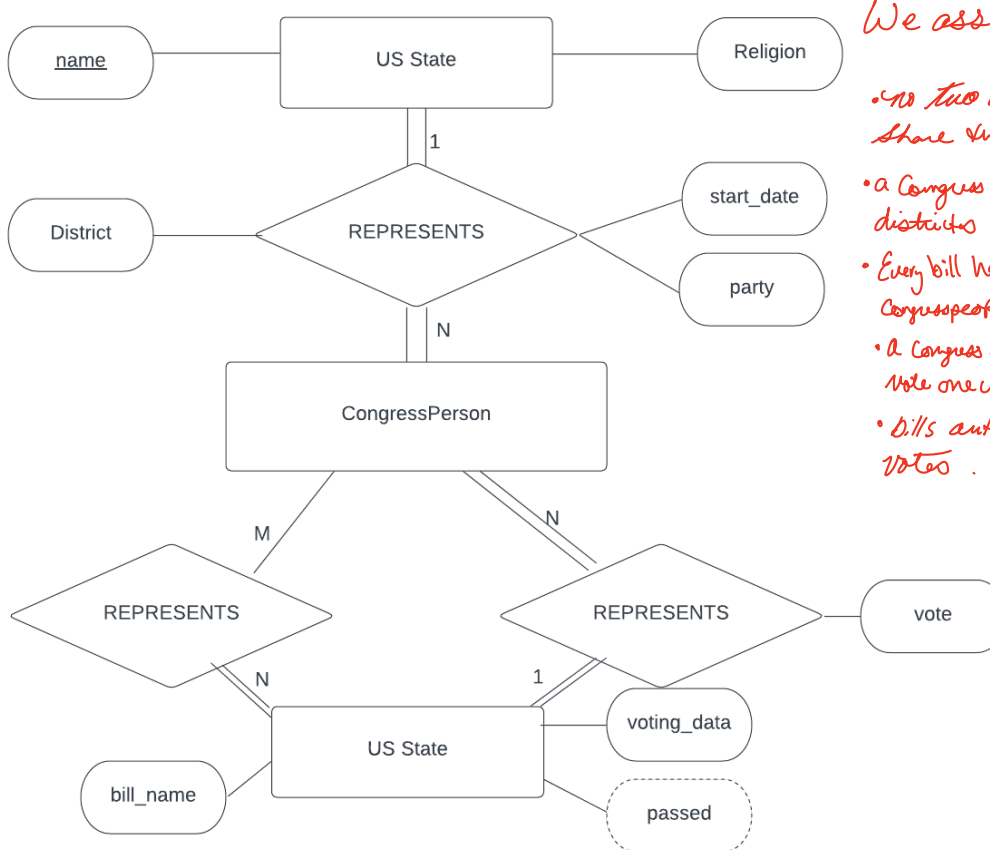 We ass
name
US State
Religion
• no two
Share
1
• a Congress
districts
start_date
District
REPRESENTS
• Every bill
party
N
• a Congress
vote one
CongressPerson
• bills
votes .
M
N
REPRESENTS
REPRESENTS
vote
N
1
US State
voting_data
bill_name
passed